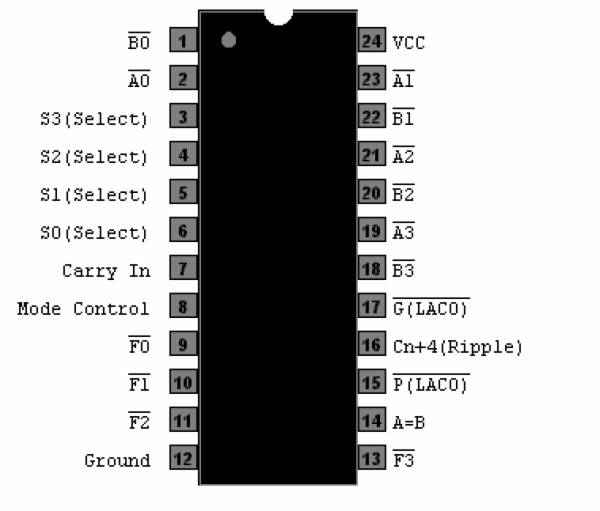 B0 1 24 VCC
A0 2 23 A1
S3(Select) 3 22 B1
S2(Select) 4 21 A2
S1(Select) 5 20 B2
S0(Select) 6 19 A3
Carry In 7 18 B3
Mode Control 8 17 G(LACO)
F0 9 16 Cn+4(Ripple)
F1 10 15 P(LACO)
F2 11 14 A=B
Ground 12 13 F3